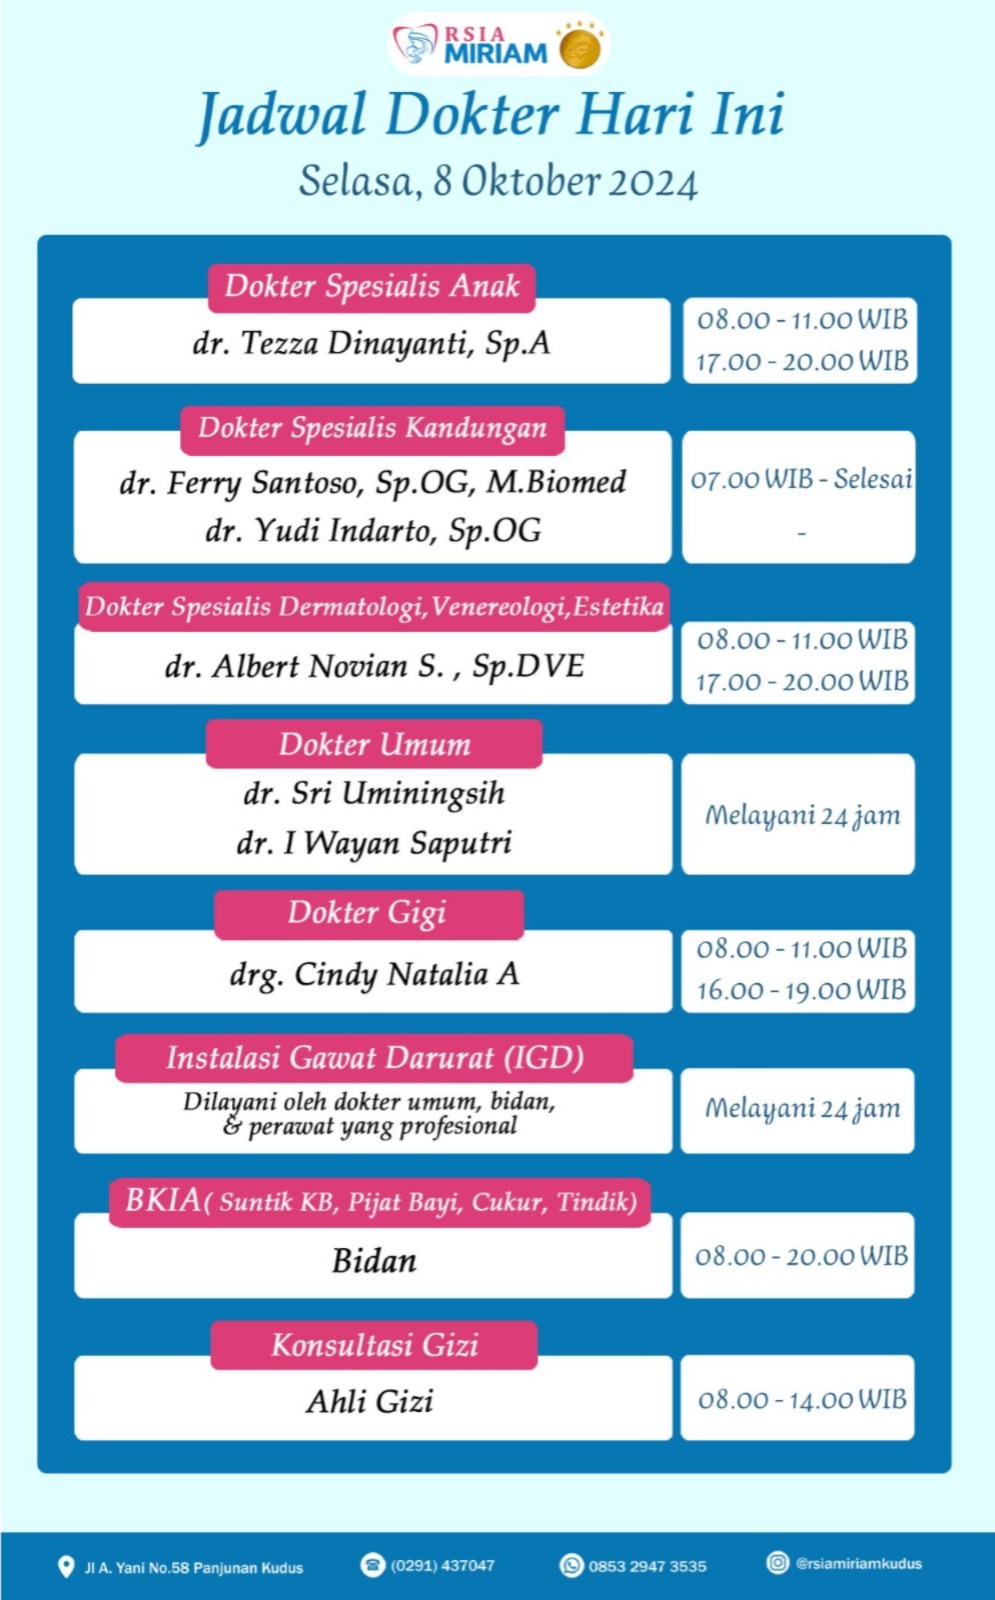 RSIA
MIRIAM
Jadwal Dokter Hari Ini
Selasa, 8 Oktober 2024
Dokter Spesialis Anak
dr. Tezza Dinayanti, Sp.A
08.00 - 11.00 WIB
17.00 - 20.00 WIB
Dokter Spesialis Kandungan
dr. Ferry Santoso, Sp.OG, M.Biomed
07.00 WIB - Selesai
dr. Yudi Indarto, Sp.OG
-
Dokter Spesialis Dermatologi,Venereologi,Estetika
dr. Albert Novian S. , Sp.DVE
08.00 - 11.00 WIB
17.00 - 20.00 WIB
Dokter Umum
dr. Sri Uminingsih
dr. I Wayan Saputri
Melayani 24 jam
Dokter Gigi
drg. Cindy Natalia A
08.00 - 11.00 WIB
16.00 - 19.00 WIB
Instalasi Gawat Darurat (IGD)
Dilayani oleh dokter umum, bidan,
& perawat yang profesional
Melayani 24 jam
BKIA( Suntik KB, Pijat Bayi, Cukur, Tindik)
Bidan
08.00 - 20.00 WIB
Konsultasi Gizi
Ahli Gizi
08.00 - 14.00 WIB
Jl A. Yani No.58 Panjunan Kudus
(0291) 437047
0853 2947 3535
@rsiamiriamkudus